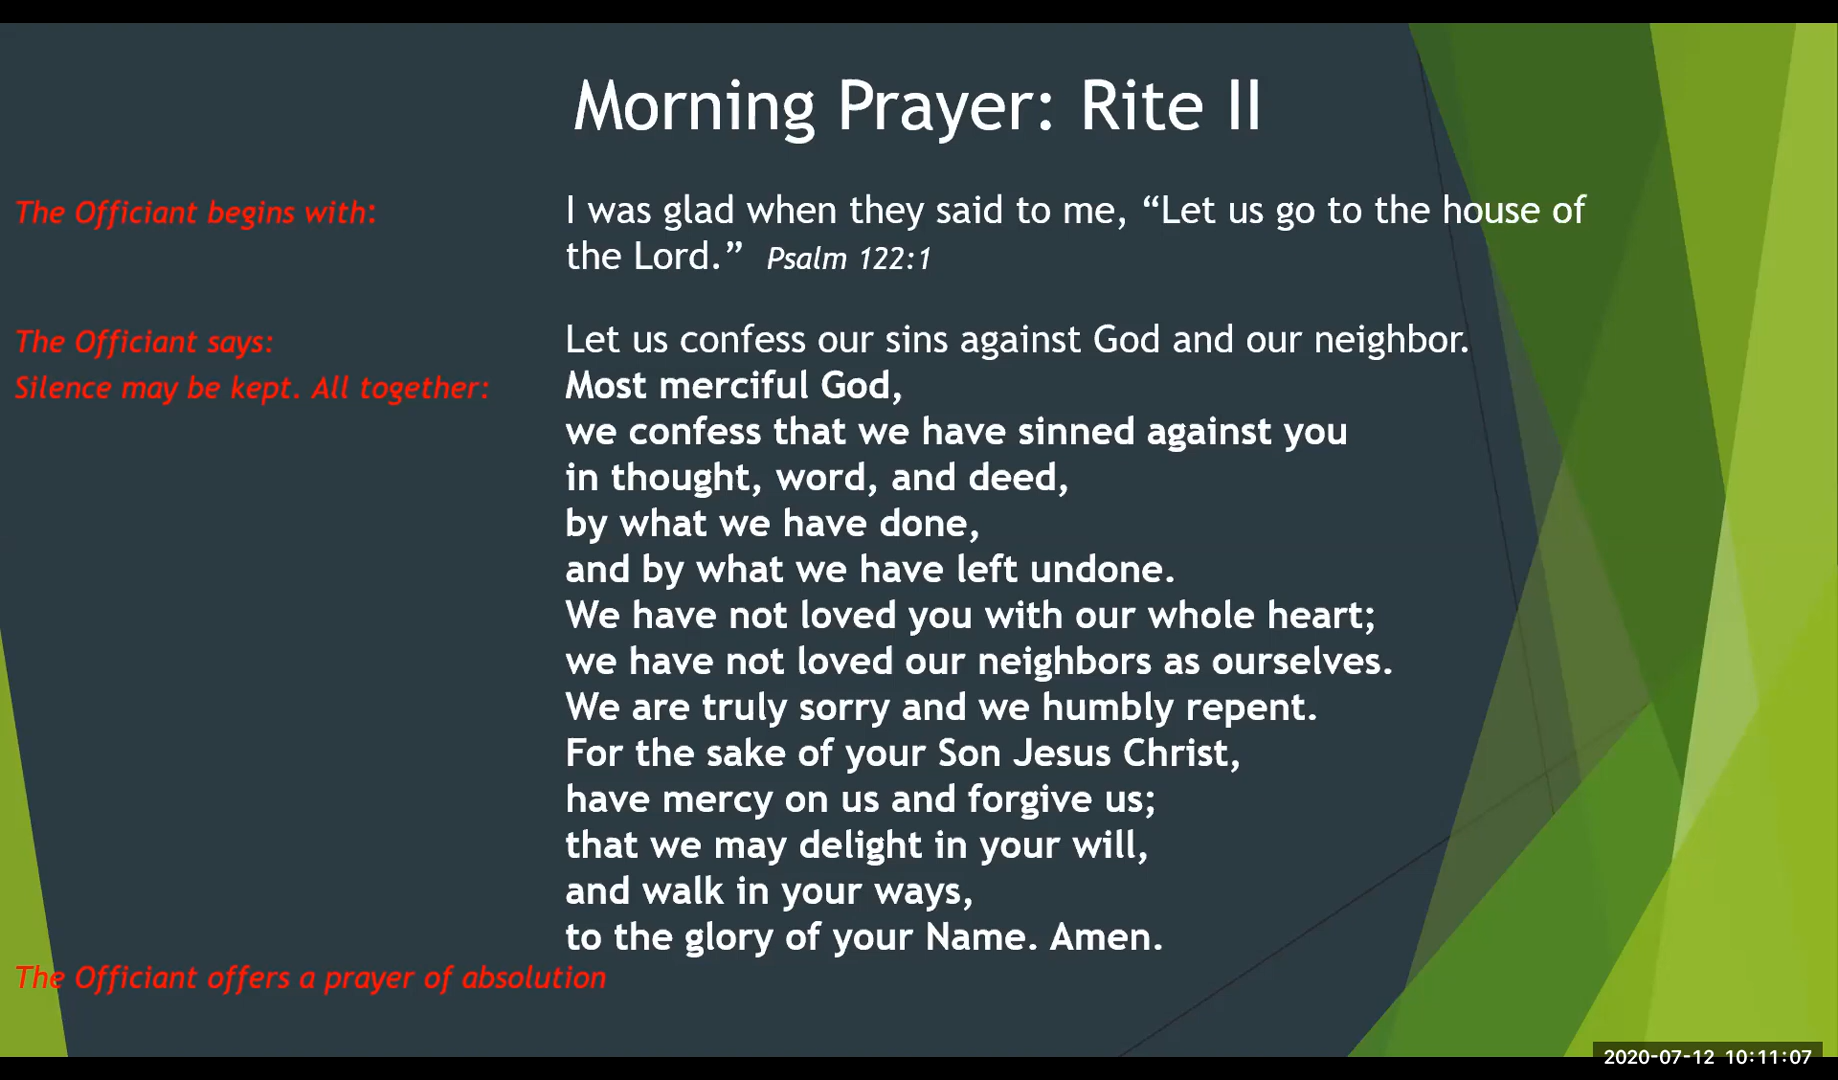 Morning Prayer: Rite II
The Officiant begins with:
I was glad when they said to me, “Let us go to the house of
the Lord.” Psalm 122:1
The Officiant says:
Let us confess our sins against God and our neighbor.
Silence may be kept. All together:
Most merciful God,
we confess that we have sinned against you
in thought, word, and deed,
by what we have done,
and by what we have left undone.
We have not loved you with our whole heart;
we have not loved our neighbors as ourselves.
We are truly sorry and we humbly repent.
For the sake of your Son Jesus Christ,
have mercy on us and forgive us;
that we may delight in your will,
and walk in your ways,
to the glory of your Name. Amen.
The Officiant offers a prayer of absolution
2020-07-12 10:11:07